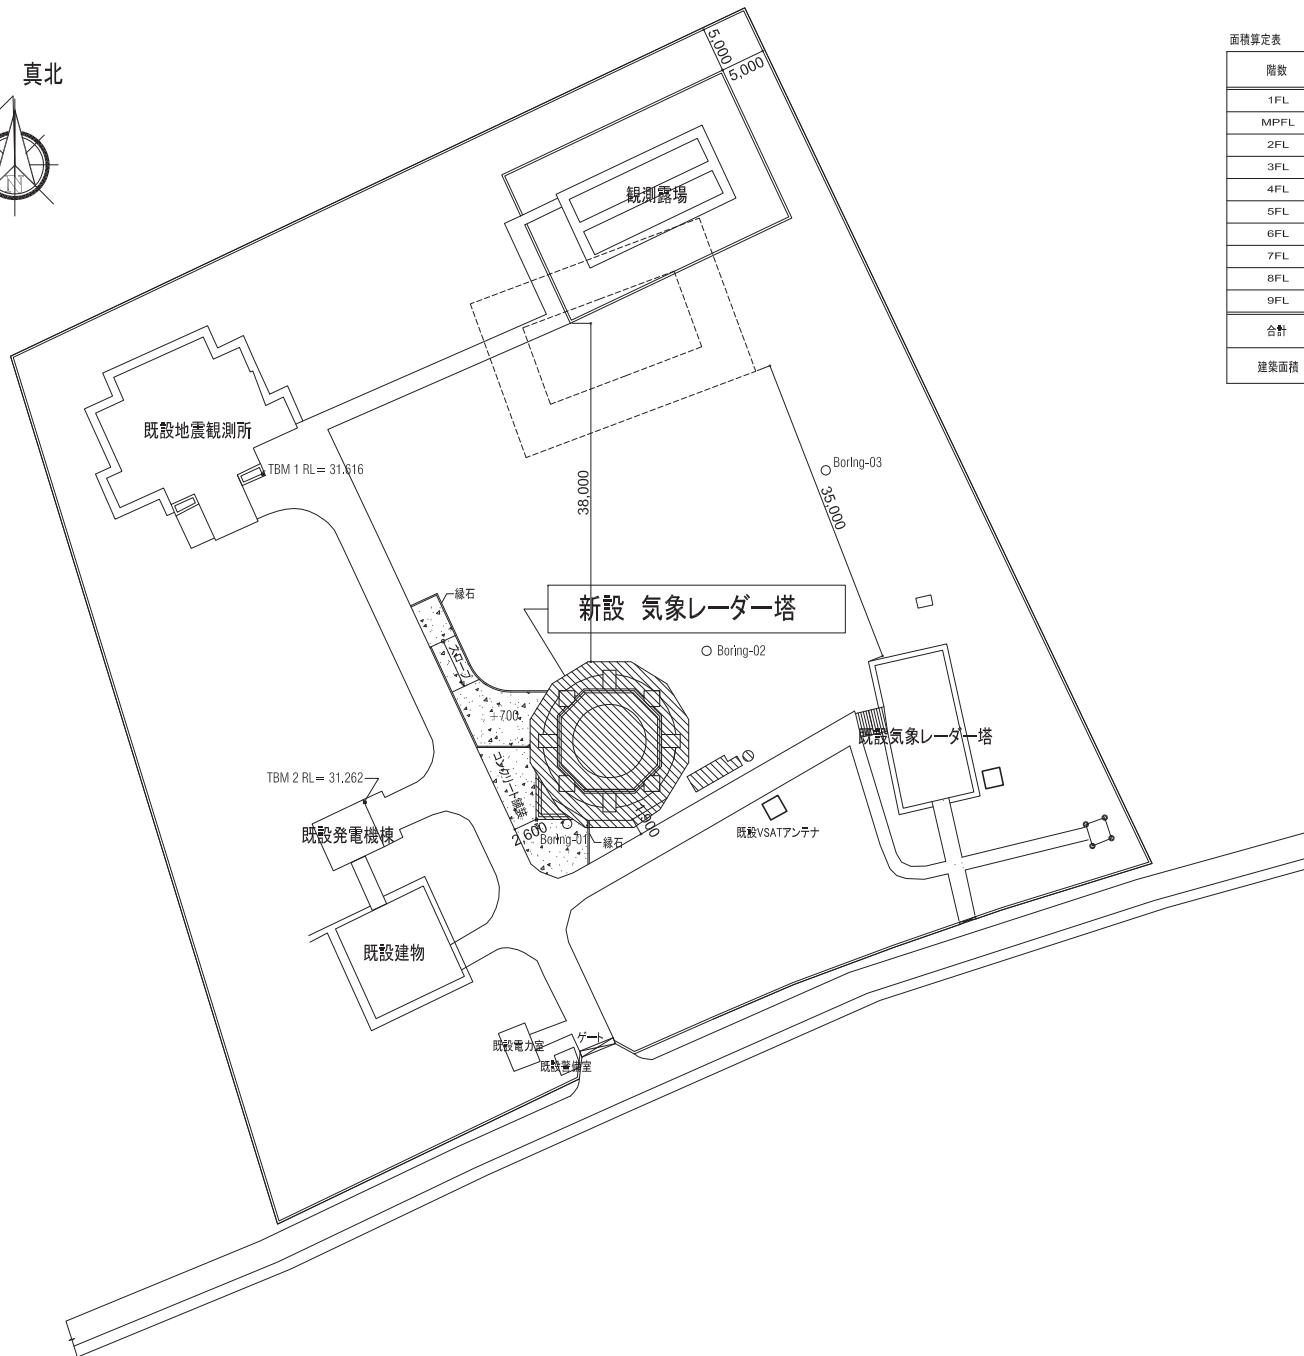 真北
N
5,000
5,000
面積算定表
階数
1FL
MPFL
2FL
3FL
4FL
5FL
6FL
7FL
8FL
9FL
合計
建築面積
観測露場
既設地震観測所
TBM 1 RL= 31.616
Boring-03
38,000
35,000
縁石
新設 気象レーダー塔
スロープ
Boring-02
+700
既設気象レーダー塔
コンクリート舗装
TBM 2 RL= 31.262
既設発電機棟
2,600
Boring-01
縁石
既設VSATアンテナ
既設建物
既設電力室
ゲート
既設警備室